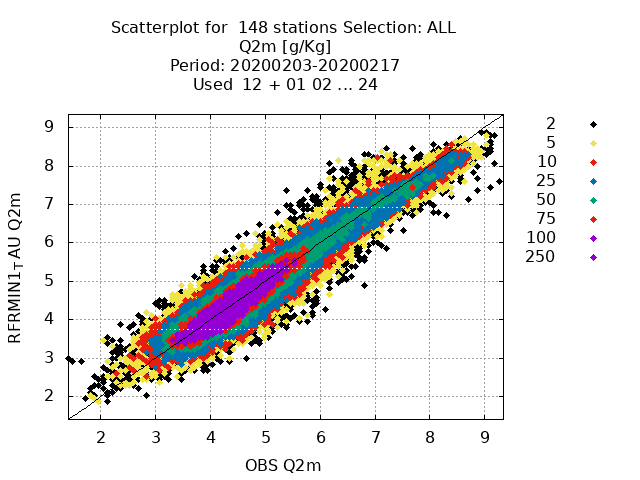 Scatterplot for  148 stations Selection: ALL
Q2m [g/Kg]
Period: 20200203-20200217
Used  12 + 01 02 ... 24
RFRMIN1┬AU Q2m
9
8
7
6
5
4
3
2
2 3 4 5 6 7 8 9
OBS Q2m
2
5
10
25
50
75
100
250